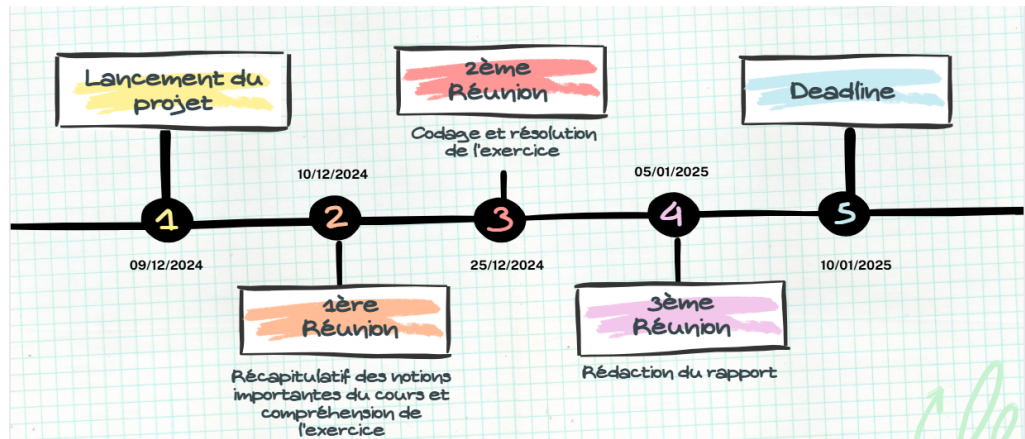 Lancement du
projet
1
09/12/2024
10/12/2024
2
1ère
Réunion
Récapitulatif des notions
importantes du cours et
compréhension de
l'exercice
2ème
Réunion
Codage et résolution
de l'exercice
3
25/12/2024
05/01/2025
4
3ème
Réunion
Rédaction du rapport
Deadline
5
10/01/2025